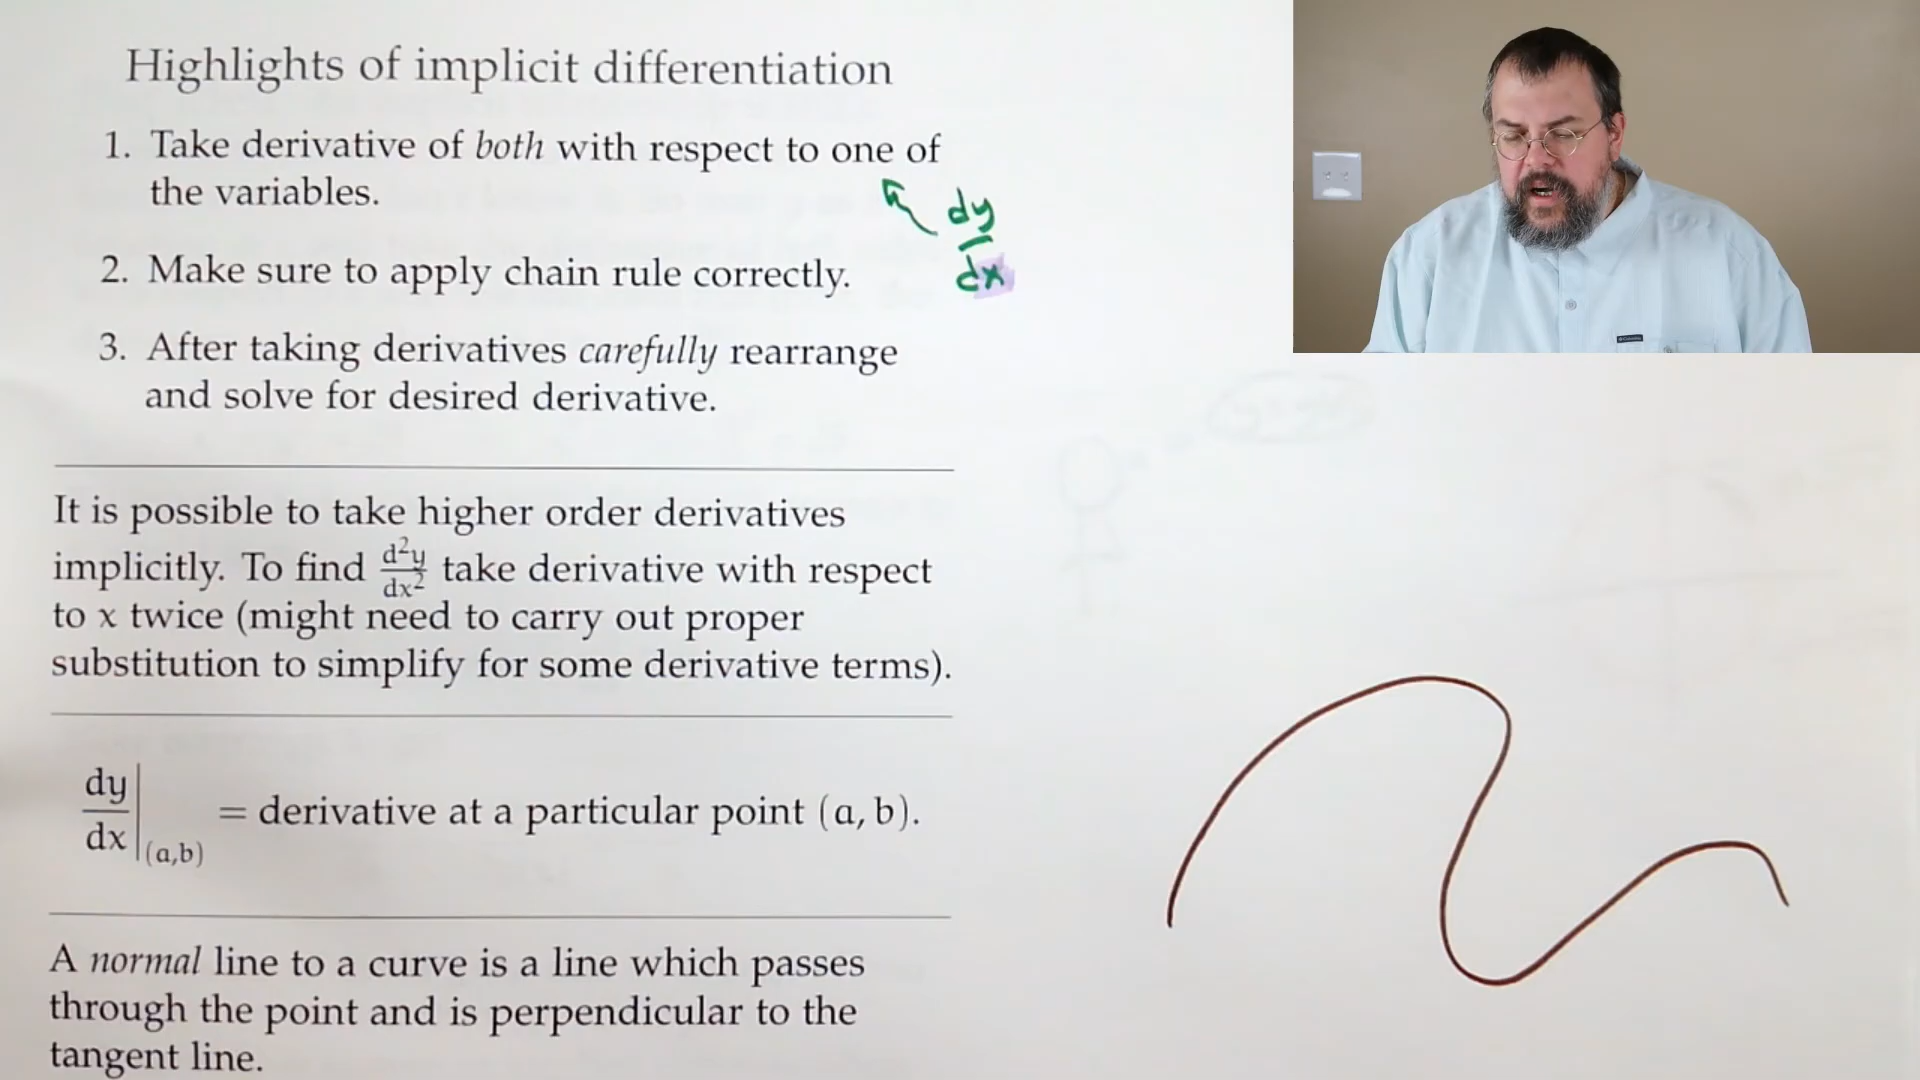 Highlights of implicit differentiation
1. Take derivative of both with respect to one of
the variables.
dy
dx
2. Make sure to apply chain rule correctly.
3. After taking derivatives carefully rearrange
and solve for desired derivative.
It is possible to take higher order derivatives
implicitly. To find d²y/dx² take derivative with respect
to x twice (might need to carry out proper
substitution to simplify for some derivative terms).
dy/dx|(a,b) = derivative at a particular point (a, b).
A normal line to a curve is a line which passes
through the point and is perpendicular to the
tangent line.